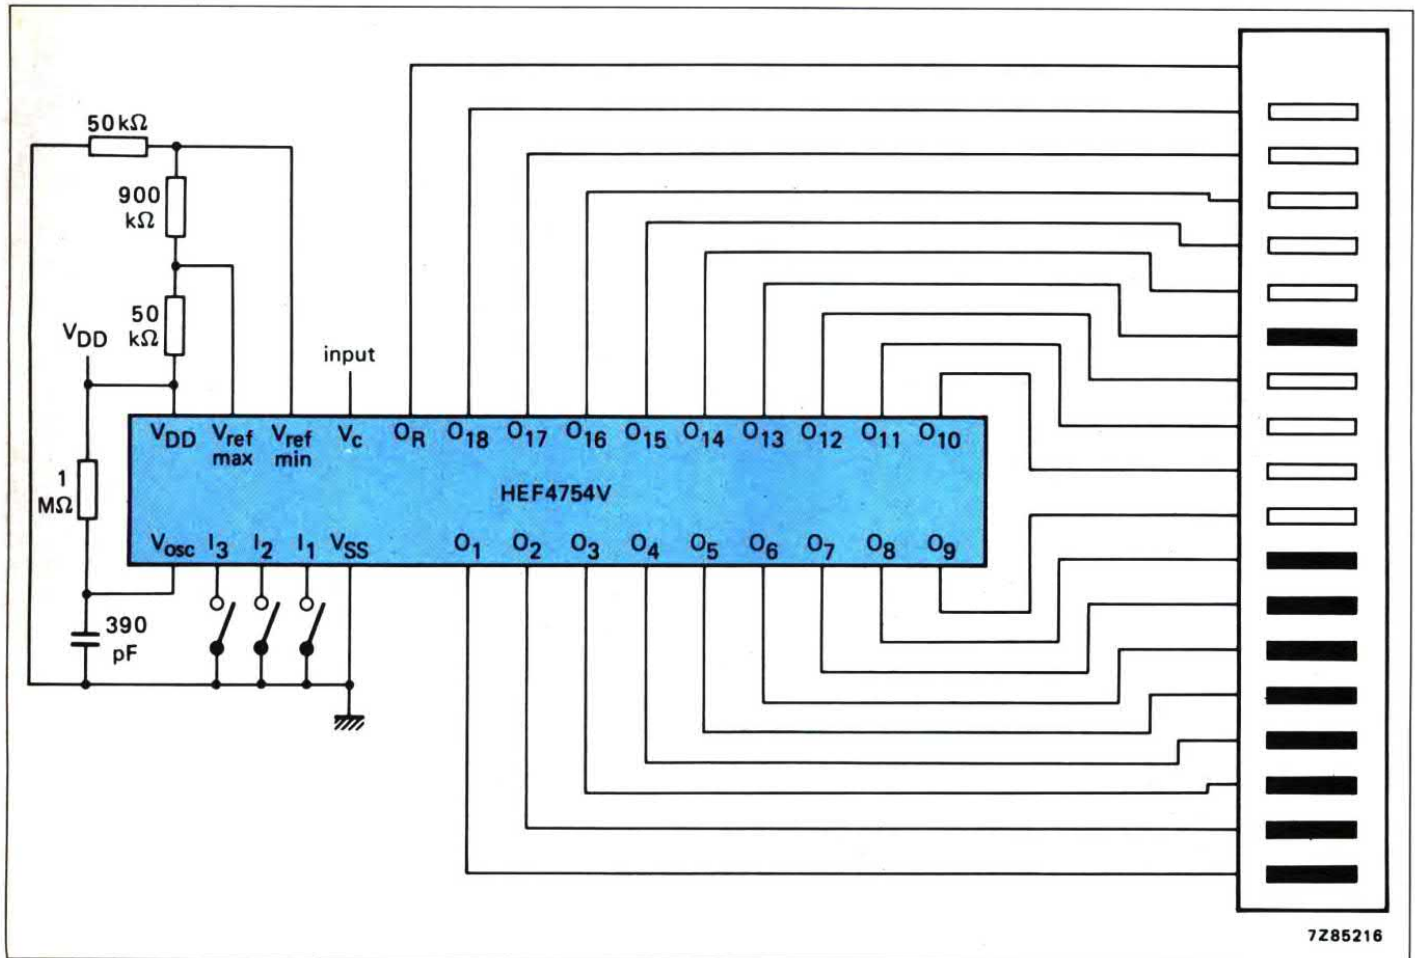 50kΩ
900
kΩ
50
kΩ
VDD
input
VDD Vref max Vref min Vc OR O18 O17 O16 O15 O14 O13 O12 O11 O10
1
MΩ
HEF4754V
Vosc I3 I2 I1 VSS O1 O2 O3 O4 O5 O6 O7 O8 O9
390
pF
7Z85216